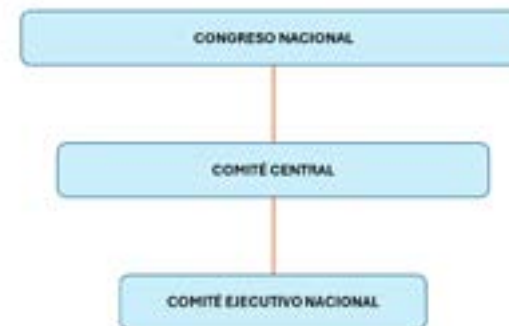 CONGRESO NACIONAL
COMITÉ CENTRAL
COMITÉ EJECUTIVO NACIONAL